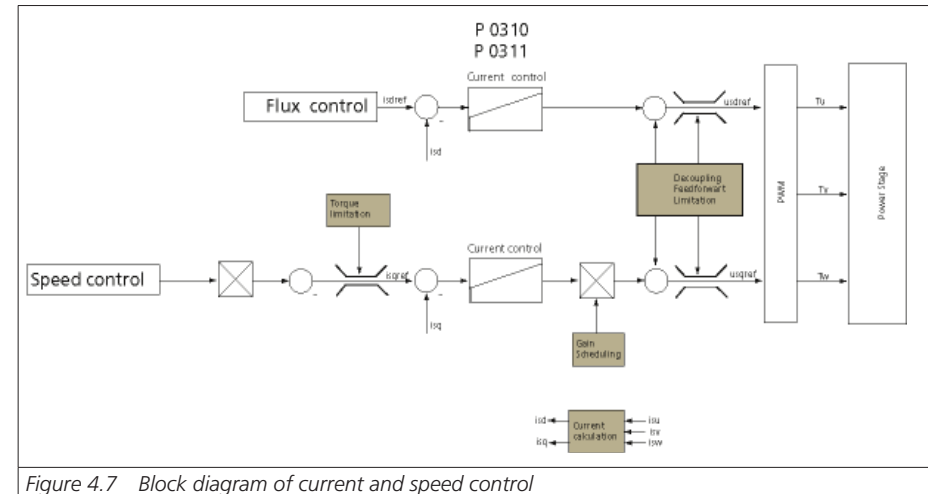 P 0310
P 0311
Current control
Flux control
isdref
-
isd
usdref
Tu
Decoupling
Feedforwart
Limitation
PWM
Tv
Power Stage
Torque
limitation
Speed control
-
isqref
-
isq
Current control
usqref
Tw
Gain
Scheduling
isd
isq
Current
calculation
isu
isv
isw
Figure 4.7 Block diagram of current and speed control